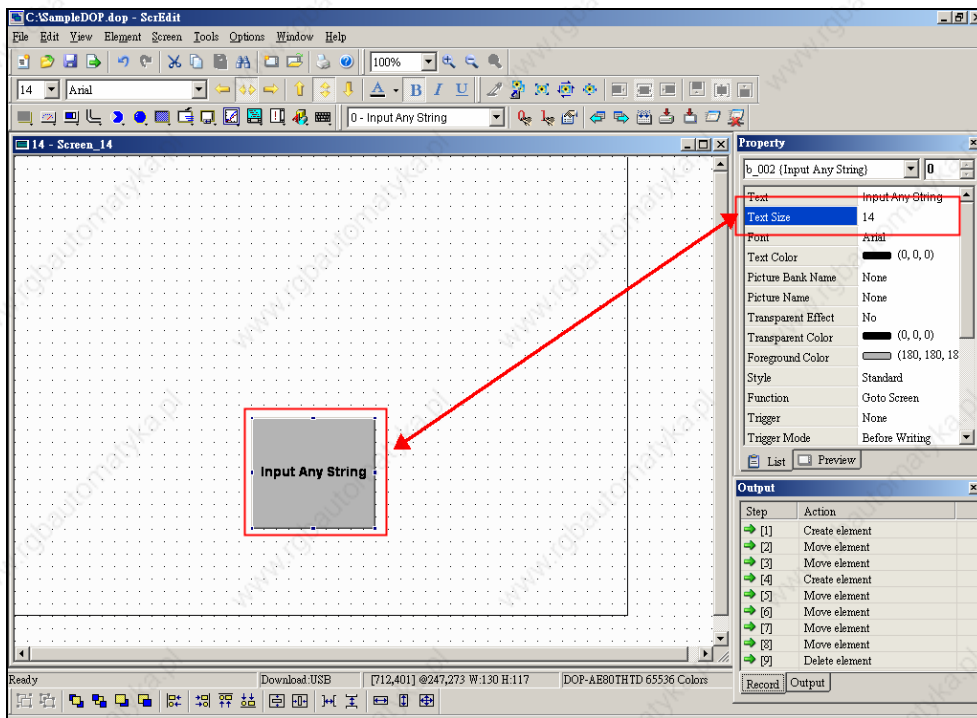 C:\SampleDOP.dop - ScrEdit
File Edit View Element Screen Tools Options Window Help
100%
14 Arial A B I U
0 - Input Any String
14 - Screen_14
Input Any String
Property
b_002 {Input Any String} 0
Text Input Any String
Text Size 14
Font Arial
Text Color (0, 0, 0)
Picture Bank Name None
Picture Name None
Transparent Effect No
Transparent Color (0, 0, 0)
Foreground Color (180, 180, 18
Style Standard
Function Goto Screen
Trigger None
Trigger Mode Before Writing
List Preview
Output
Step Action
[1] Create element
[2] Move element
[3] Move element
[4] Create element
[5] Move element
[6] Move element
[7] Move element
[8] Move element
[9] Delete element
Record Output
Ready Download:USB [712,401] @247,273 W:130 H:117 DOP-AE80THTD 65536 Colors
www.rgbautomatyka.pl